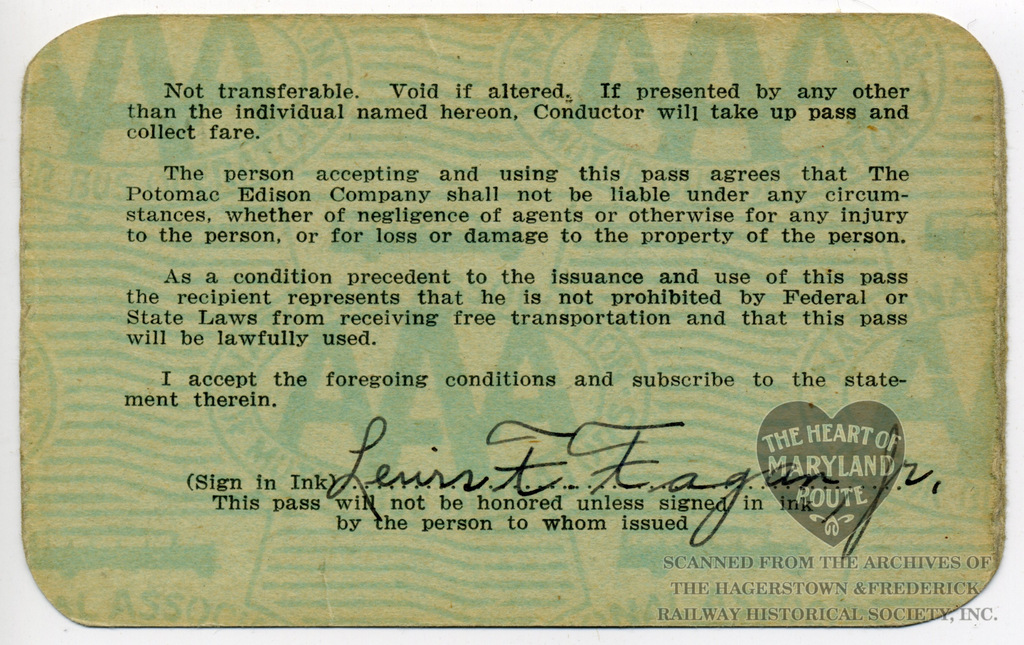 Not transferable. Void if altered. If presented by any other
than the individual named hereon, Conductor will take up pass and
collect fare.
The person accepting and using this pass agrees that The
Potomac Edison Company shall not be liable under any circum-
stances, whether of negligence of agents or otherwise for any injury
to the person, or for loss or damage to the property of the person.
As a condition precedent to the issuance and use of this pass
the recipient represents that he is not prohibited by Federal or
State Laws from receiving free transportation and that this pass
will be lawfully used.
I accept the foregoing conditions and subscribe to the state-
ment therein.
(Sign in Ink) Lewis F. Fagan Jr.
This pass will not be honored unless signed in ink
by the person to whom issued
THE HEART OF
MARYLAND
ROUTE
SCANNED FROM THE ARCHIVES OF
THE HAGERSTOWN & FREDERICK
RAILWAY HISTORICAL SOCIETY, INC.